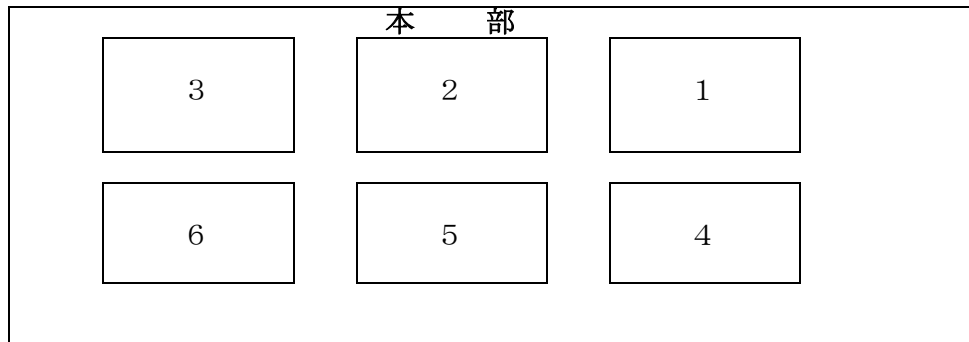 本　　部
３　２　１
６　５　４